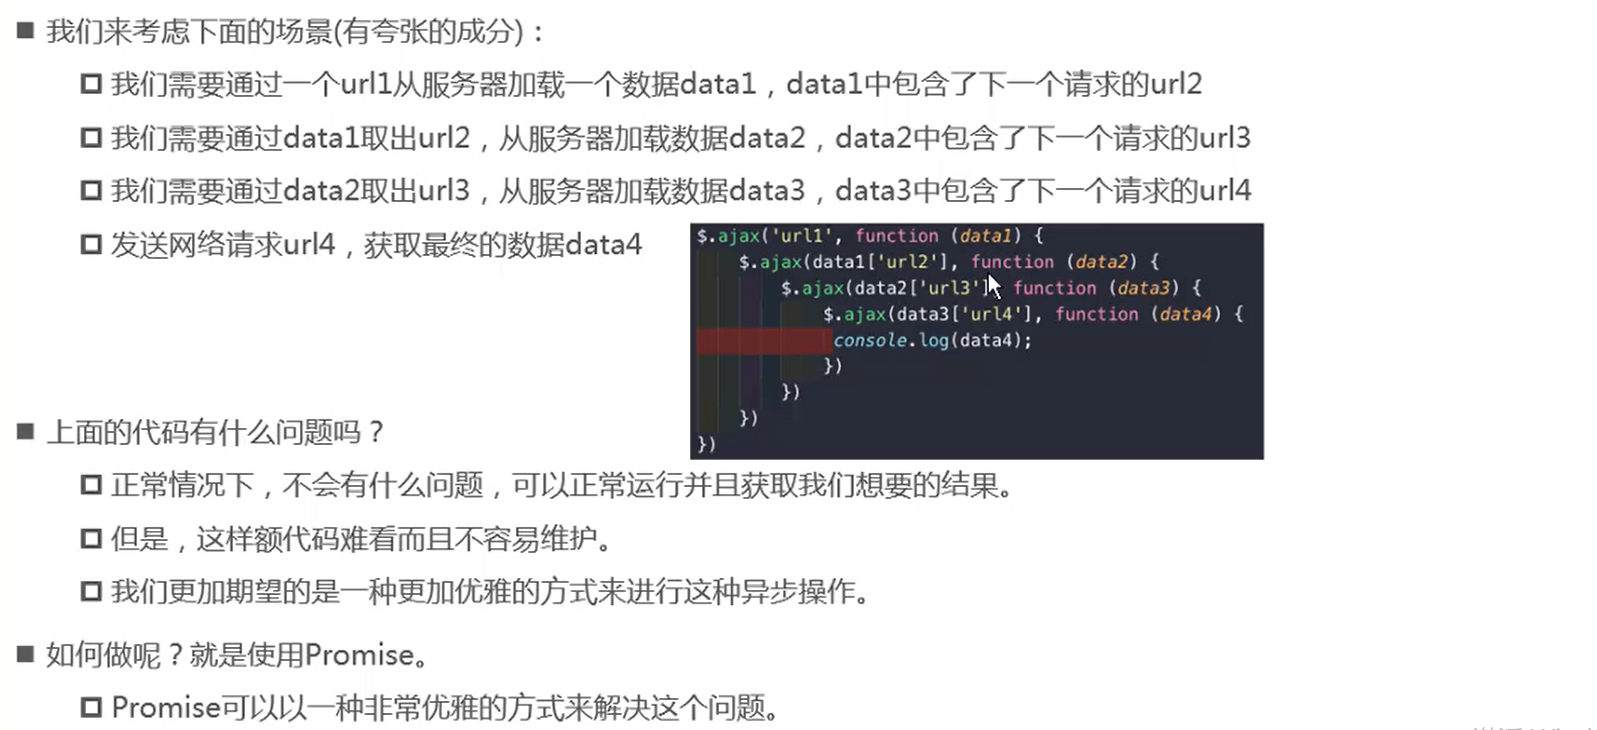 我们来考虑下面的场景(有夸张的成分)：
我们需要通过一个url1从服务器加载一个数据data1，data1中包含了下一个请求的url2
我们需要通过data1取出url2，从服务器加载数据data2，data2中包含了下一个请求的url3
我们需要通过data2取出url3，从服务器加载数据data3，data3中包含了下一个请求的url4
发送网络请求url4，获取最终的数据data4
$.ajax('url1', function (data1) {
$.ajax(data1['url2'], function (data2) {
$.ajax(data2['url3'], function (data3) {
$.ajax(data3['url4'], function (data4) {
console.log(data4);
})
})
})
})
上面的代码有什么问题吗？
正常情况下，不会有什么问题，可以正常运行并且获取我们想要的结果。
但是，这样额代码难看而且不容易维护。
我们更加期望的是一种更加优雅的方式来进行这种异步操作。
如何做呢？就是使用Promise。
Promise可以以一种非常优雅的方式来解决这个问题。